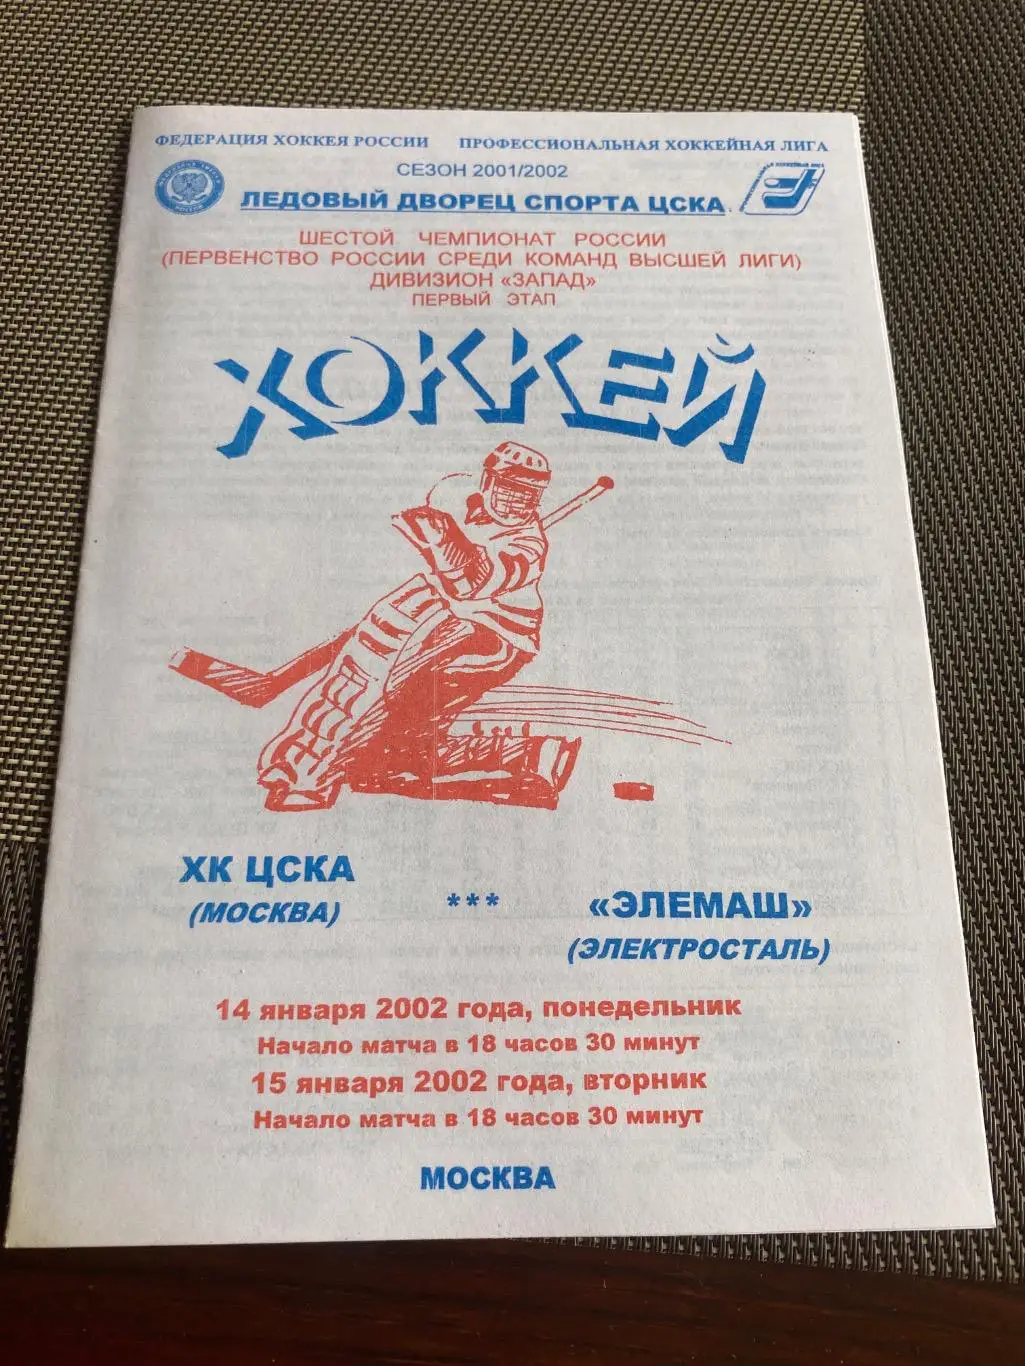 ФЕДЕРАЦИЯ ХОККЕЯ РОССИИ ПРОФЕССИОНАЛЬНАЯ ХОККЕЙНАЯ ЛИГА
СЕЗОН 2001/2002
ЛЕДОВЫЙ ДВОРЕЦ СПОРТА ЦСКА
ШЕСТОЙ ЧЕМПИОНАТ РОССИИ
(ПЕРВЕНСТВО РОССИИ СРЕДИ КОМАНД ВЫСШЕЙ ЛИГИ)
ДИВИЗИОН «ЗАПАД»
ПЕРВЫЙ ЭТАП
ХОККЕЙ
ХК ЦСКА
(МОСКВА)
***
«ЭЛЕМАШ»
(ЭЛЕКТРОСТАЛЬ)
14 января 2002 года, понедельник
Начало матча в 18 часов 30 минут
15 января 2002 года, вторник
Начало матча в 18 часов 30 минут
МОСКВА